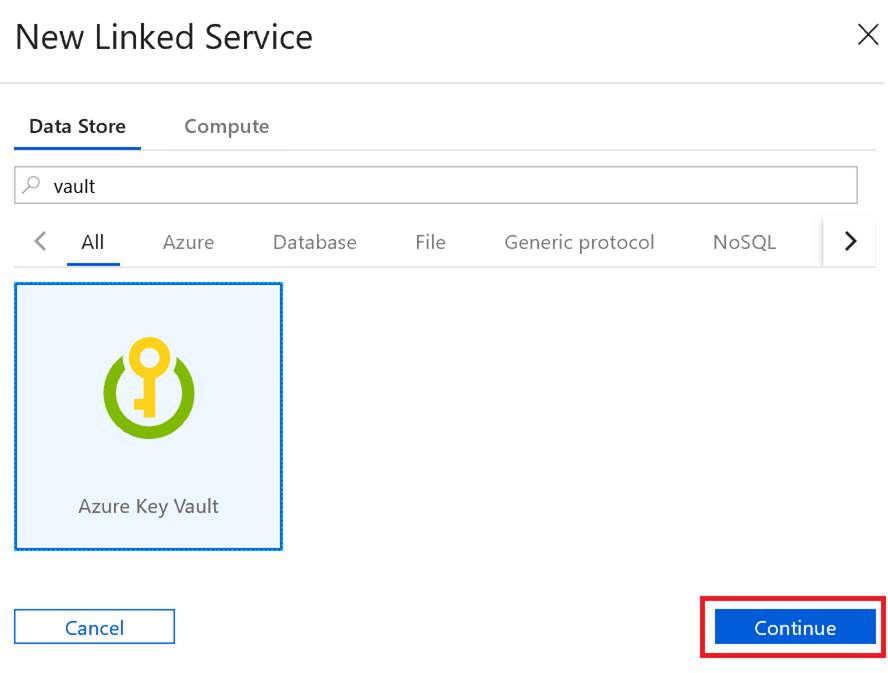 New Linked Service
Data Store Compute
vault
All Azure Database File Generic protocol NoSQL
Azure Key Vault
Cancel Continue